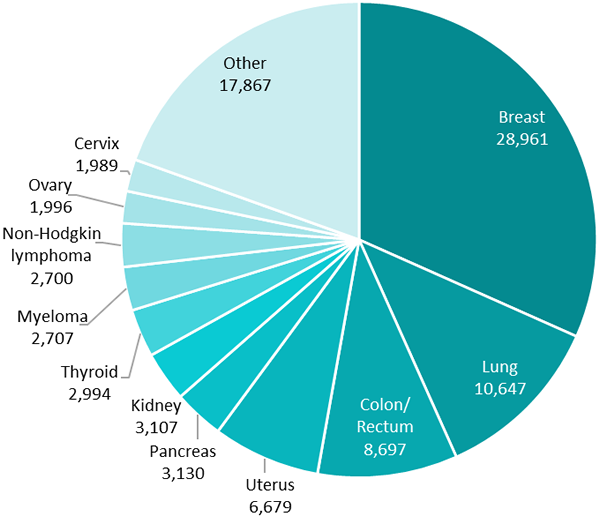 Other
17,867
Breast
28,961
Cervix
1,989
Ovary
1,996
Non-Hodgkin
lymphoma
2,700
Myeloma
2,707
Thyroid
2,994
Kidney
3,107
Pancreas
3,130
Uterus
6,679
Colon/
Rectum
8,697
Lung
10,647